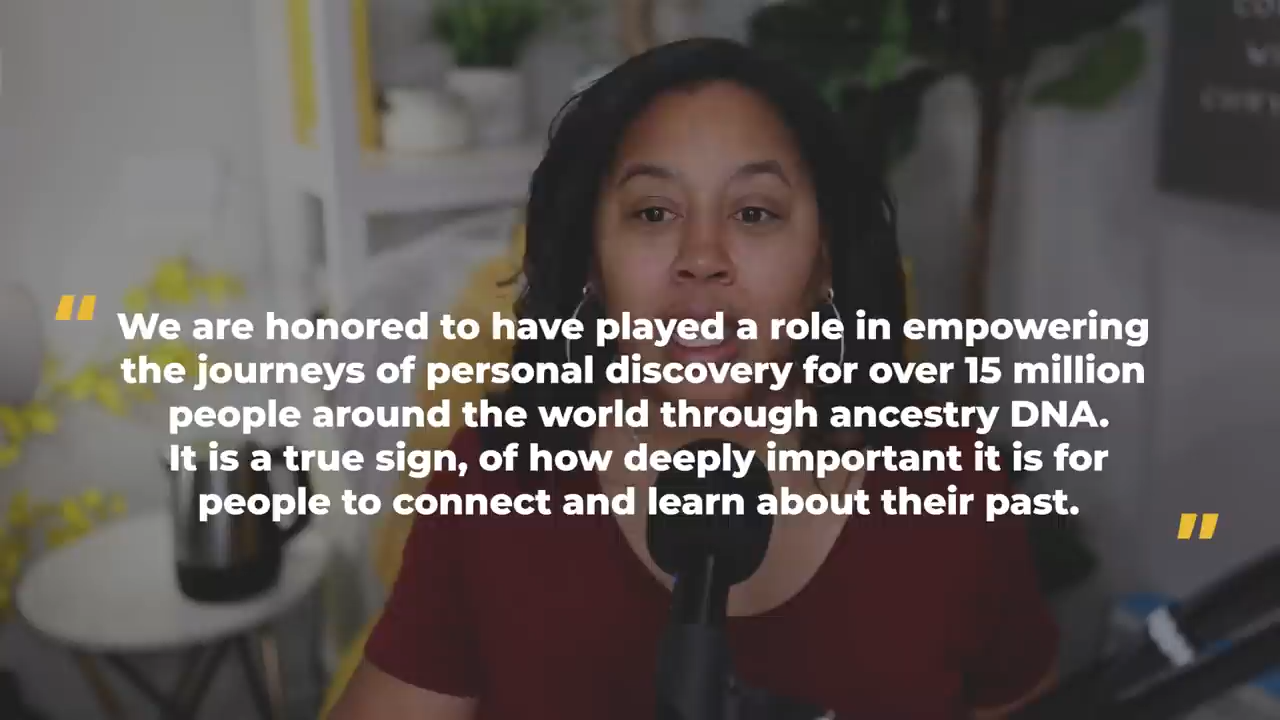 "We are honored to have played a role in empowering
the journeys of personal discovery for over 15 million
people around the world through ancestry DNA.
It is a true sign, of how deeply important it is for
people to connect and learn about their past."